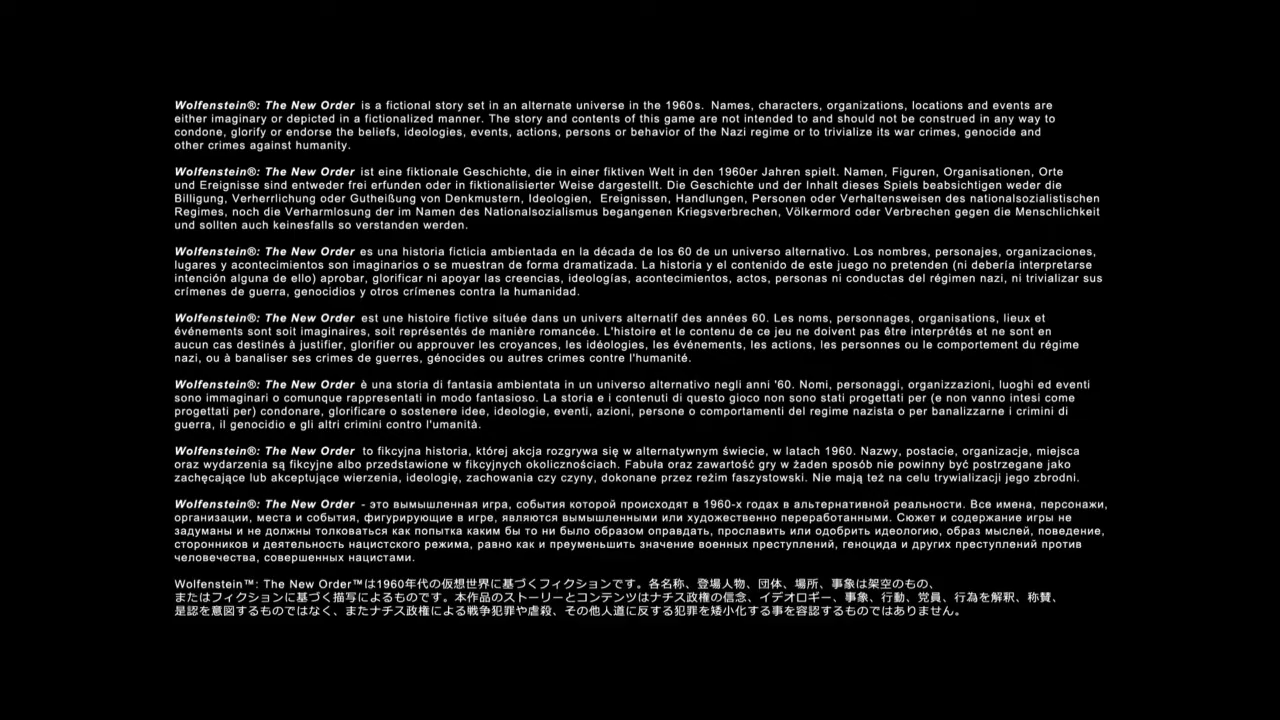 Wolfenstein®: The New Order is a fictional story set in an alternate universe in the 1960s. Names, characters, organizations, locations and events are
either imaginary or depicted in a fictionalized manner. The story and contents of this game are not intended to and should not be construed in any way to
condone, glorify or endorse the beliefs, ideologies, events, actions, persons or behavior of the Nazi regime or to trivialize its war crimes, genocide and
other crimes against humanity.
Wolfenstein®: The New Order ist eine fiktionale Geschichte, die in einer fiktiven Welt in den 1960er Jahren spielt. Namen, Figuren, Organisationen, Orte
und Ereignisse sind entweder frei erfunden oder in fiktionalisierter Weise dargestellt. Die Geschichte und der Inhalt dieses Spiels beabsichtigen weder die
Billigung, Verherrlichung oder Gutheißung von Denkmustern, Ideologien, Ereignissen, Handlungen, Personen oder Verhaltensweisen des nationalsozialistischen
Regimes, noch die Verharmlosung der im Namen des Nationalsozialismus begangenen Kriegsverbrechen, Völkermord oder Verbrechen gegen die Menschlichkeit
und sollten auch keinesfalls so verstanden werden.
Wolfenstein®: The New Order es una historia ficticia ambientada en la década de los 60 de un universo alternativo. Los nombres, personajes, organizaciones,
lugares y acontecimientos son imaginarios o se muestran de forma dramatizada. La historia y el contenido de este juego no pretenden (ni debería interpretarse
intención alguna de ello) aprobar, glorificar ni apoyar las creencias, ideologías, acontecimientos, actos, personas ni conductas del régimen nazi, ni trivializar sus
crímenes de guerra, genocidios y otros crímenes contra la humanidad.
Wolfenstein®: The New Order est une histoire fictive située dans un univers alternatif des années 60. Les noms, personnages, organisations, lieux et
événements sont soit imaginaires, soit représentés de manière romancée. L'histoire et le contenu de ce jeu ne doivent pas être interprétés et ne sont en
aucun cas destinés à justifier, glorifier ou approuver les croyances, les idéologies, les événements, les actions, les personnes ou le comportement du régime
nazi, ou à banaliser ses crimes de guerres, génocides ou autres crimes contre l'humanité.
Wolfenstein®: The New Order è una storia di fantasia ambientata in un universo alternativo negli anni '60. Nomi, personaggi, organizzazioni, luoghi ed eventi
sono immaginari o comunque rappresentati in modo fantasioso. La storia e i contenuti di questo gioco non sono stati progettati per (e non vanno intesi come
progettati per) condonare, glorificare o sostenere idee, ideologie, eventi, azioni, persone o comportamenti del regime nazista o per banalizzarne i crimini di
guerra, il genocidio e gli altri crimini contro l'umanità.
Wolfenstein®: The New Order to fikcyjna historia, której akcja rozgrywa się w alternatywnym świecie, w latach 1960. Nazwy, postacie, organizacje, miejsca
oraz wydarzenia są fikcyjne albo przedstawione w fikcyjnych okolicznościach. Fabuła oraz zawartość gry w żaden sposób nie powinny być postrzegane jako
zachęcające lub akceptujące wierzenia, ideologię, zachowania czy czyny, dokonane przez reżim faszystowski. Nie mają też na celu trywializacji jego zbrodni.
Wolfenstein®: The New Order - это вымышленная игра, события которой происходят в 1960-х годах в альтернативной реальности. Все имена, персонажи,
организации, места и события, фигурирующие в игре, являются вымышленными или художественно переработанными. Сюжет и содержание игры не
задуманы и не должны толковаться как попытка каким бы то ни было образом оправдать, прославить или одобрить идеологию, образ мыслей, поведение,
сторонников и деятельность нацистского режима, равно как и преуменьшить значение военных преступлений, геноцида и других преступлений против
человечества, совершенных нацистами.
Wolfenstein™: The New Order™は1960年代の仮想世界に基づくフィクションです。各名称、登場人物、団体、場所、事象は架空のもの、
またはフィクションに基づく描写によるものです。本作品のストーリーとコンテンツはナチス政権の信念、イデオロギー、事象、行動、党員、行為を解釈、称賛、
是認を意図するものではなく、またナチス政権による戦争犯罪や虐殺、その他人道に反する犯罪を矮小化する事を容認するものではありません。